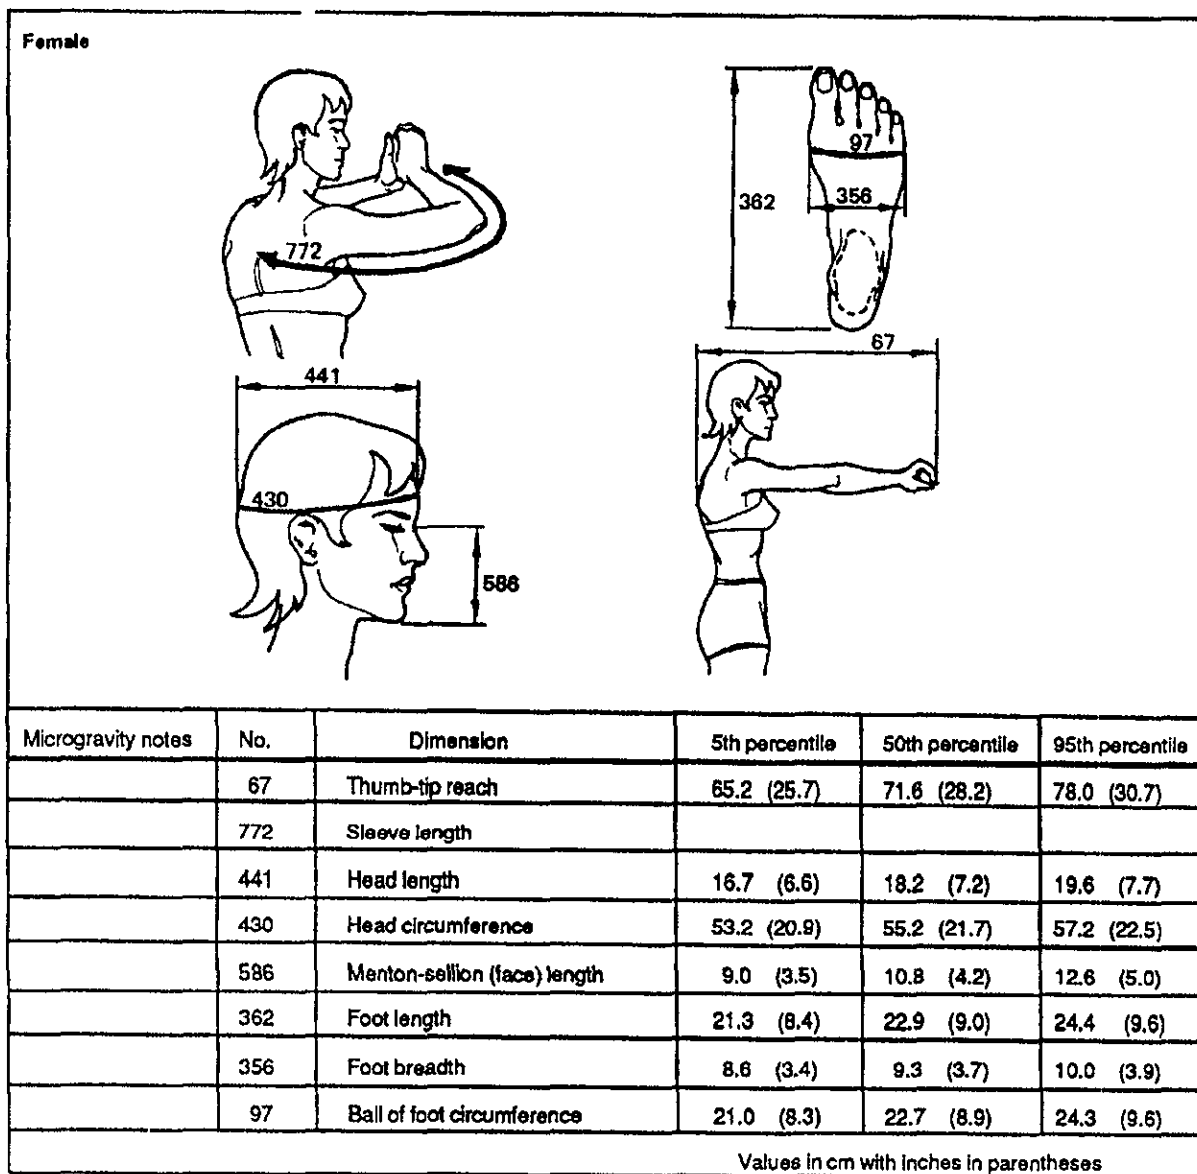 Female
97
362
356
772
67
441
430
586
Microgravity notes No. Dimension 5th percentile 50th percentile 95th percentile
67 Thumb-tip reach 65.2 (25.7) 71.6 (28.2) 78.0 (30.7)
772 Sleeve length
441 Head length 16.7 (6.6) 18.2 (7.2) 19.6 (7.7)
430 Head circumference 53.2 (20.9) 55.2 (21.7) 57.2 (22.5)
586 Menton-sellion (face) length 9.0 (3.5) 10.8 (4.2) 12.6 (5.0)
362 Foot length 21.3 (8.4) 22.9 (9.0) 24.4 (9.6)
356 Foot breadth 8.6 (3.4) 9.3 (3.7) 10.0 (3.9)
97 Ball of foot circumference 21.0 (8.3) 22.7 (8.9) 24.3 (9.6)
Values in cm with inches in parentheses